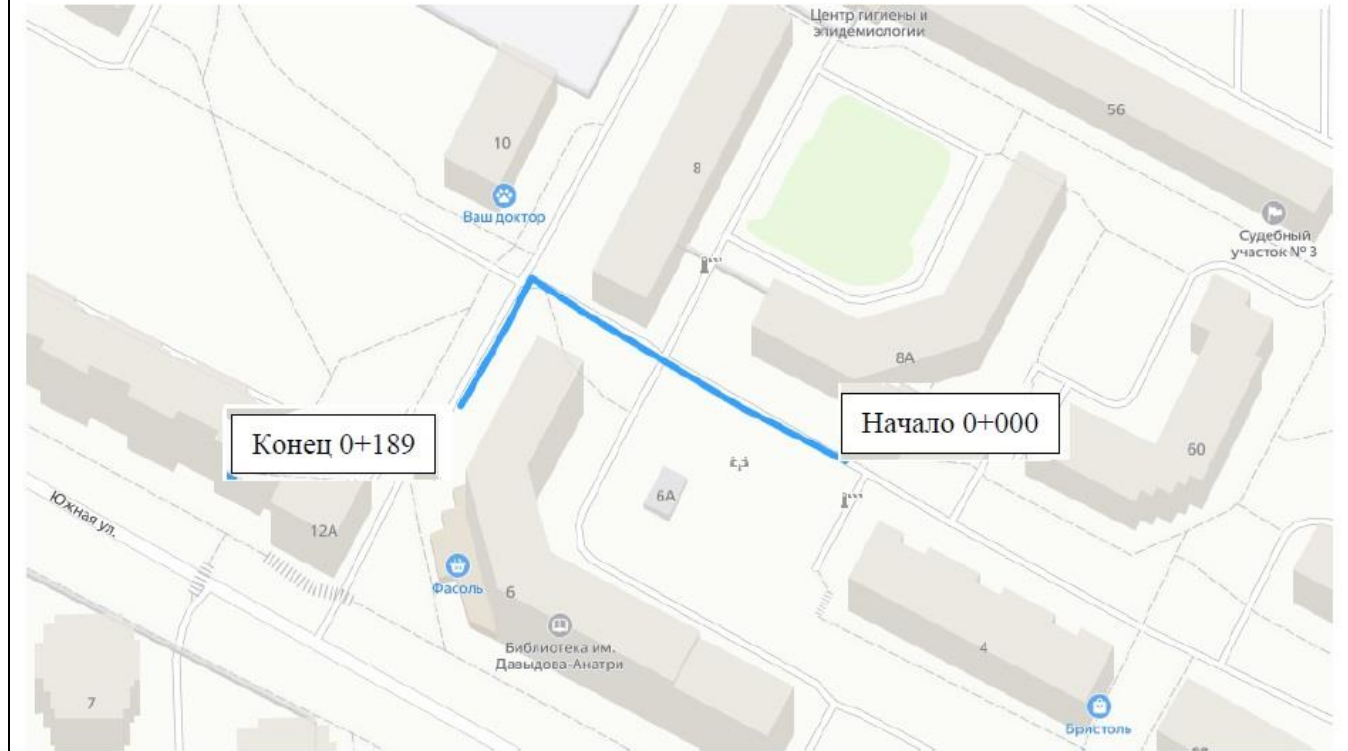 Центр гигиены и
эпидемиологии
56
10
8
Ваш доктор
Судебный
участок № 3
8А
Начало 0+000
Конец 0+189
60
6А
Южная ул.
12А
Фасоль
6
Библиотека им.
Давыдова-Анатри
4
7
Бристоль